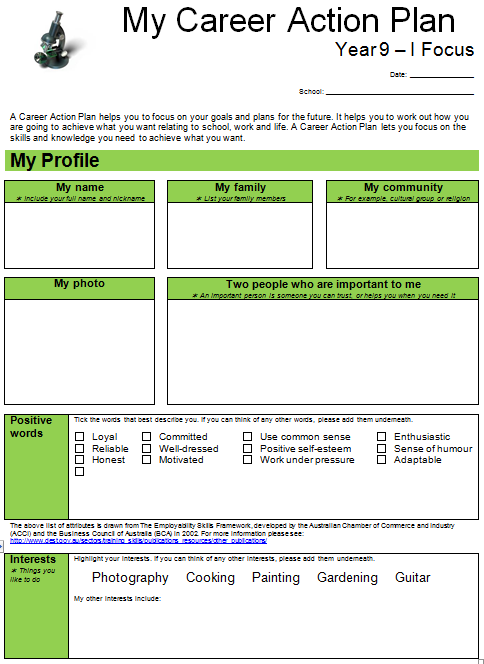 My Career Action Plan
Year 9 – I Focus
Date: _______________
School: _______________________________
A Career Action Plan helps you to focus on your goals and plans for the future. It helps you to work out how you
are going to achieve what you want relating to school, work and life. A Career Action Plan lets you focus on the
skills and knowledge you need to achieve what you want.
My Profile
My name
* Include your full name and nickname
My family
* List your family members
My community
* For example, cultural group or religion
My photo
Two people who are important to me
* An important person is someone you can trust, or helps you when you need it
Positive words
Tick the words that best describe you. If you can think of any other words, please add them underneath.
Loyal Committed Use common sense Enthusiastic
Reliable Well-dressed Positive self-esteem Sense of humour
Honest Motivated Work under pressure Adaptable
The above list of attributes is drawn from The Employability Skills Framework, developed by the Australian Chamber of Commerce and Industry
(ACCI) and the Business Council of Australia (BCA) in 2002. For more information please see:
http://www.dest.gov.au/sectors/training_skills/publications_resources/other_publications/
Interests
* Things you
like to do
Highlight your interests. If you can think of any other interests, please add them underneath.
Photography Cooking Painting Gardening Guitar
My other interests include: